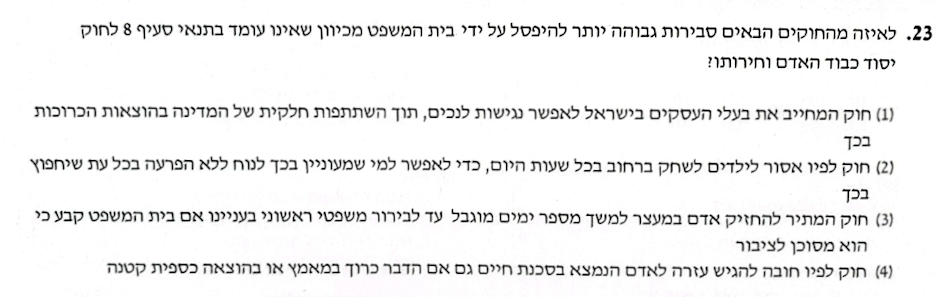 23. לאיזה מהחוקים הבאים סבירות גבוהה יותר להיפסל על ידי בית המשפט מכיוון שאינו עומד בתנאי סעיף 8 לחוק
יסוד כבוד האדם וחירותו?
(1) חוק המחייב את בעלי העסקים בישראל לאפשר נגישות לנכים, תוך השתתפות חלקית של המדינה בהוצאות הכרוכות
בכך
(2) חוק לפיו אסור לילדים לשחק ברחוב בכל שעות היום, כדי לאפשר למי שמעוניין בכך לנוח ללא הפרעה בכל עת שיחפוץ
בכך
(3) חוק המתיר להחזיק אדם במעצר למשך מספר ימים מוגבל עד לבירור משפטי ראשוני בעניינו אם בית המשפט קבע כי
הוא מסוכן לציבור
(4) חוק לפיו חובה להגיש עזרה לאדם הנמצא בסכנת חיים גם אם הדבר כרוך במאמץ או בהוצאה כספית קטנה